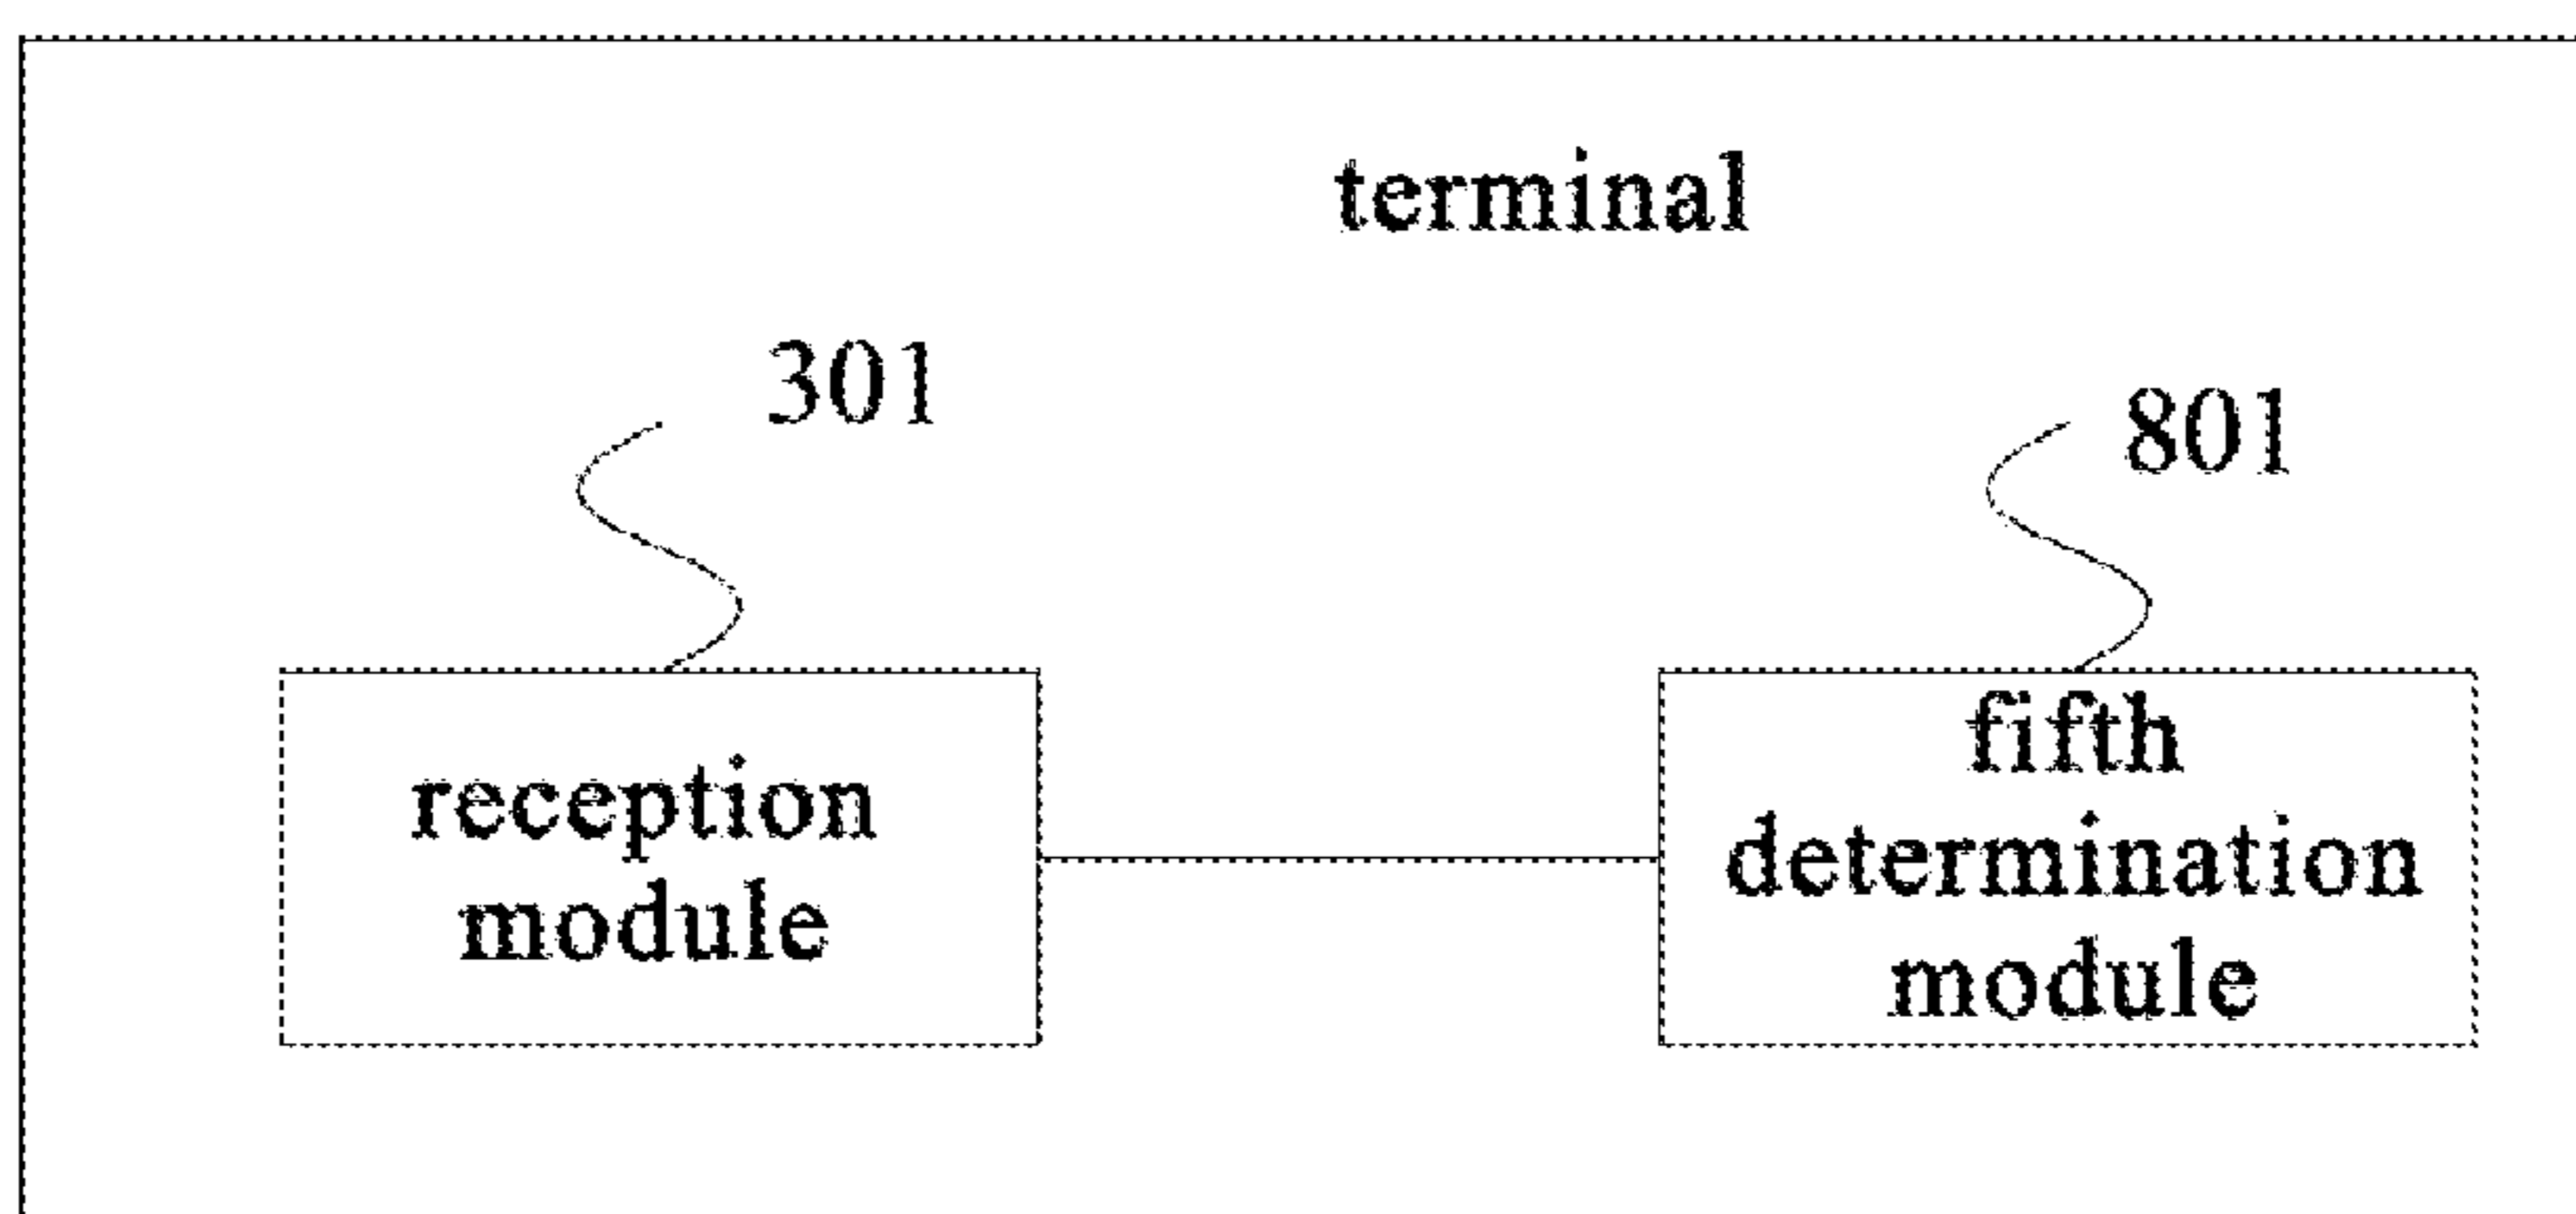 terminal
301
801
reception
module
fifth
determination
module